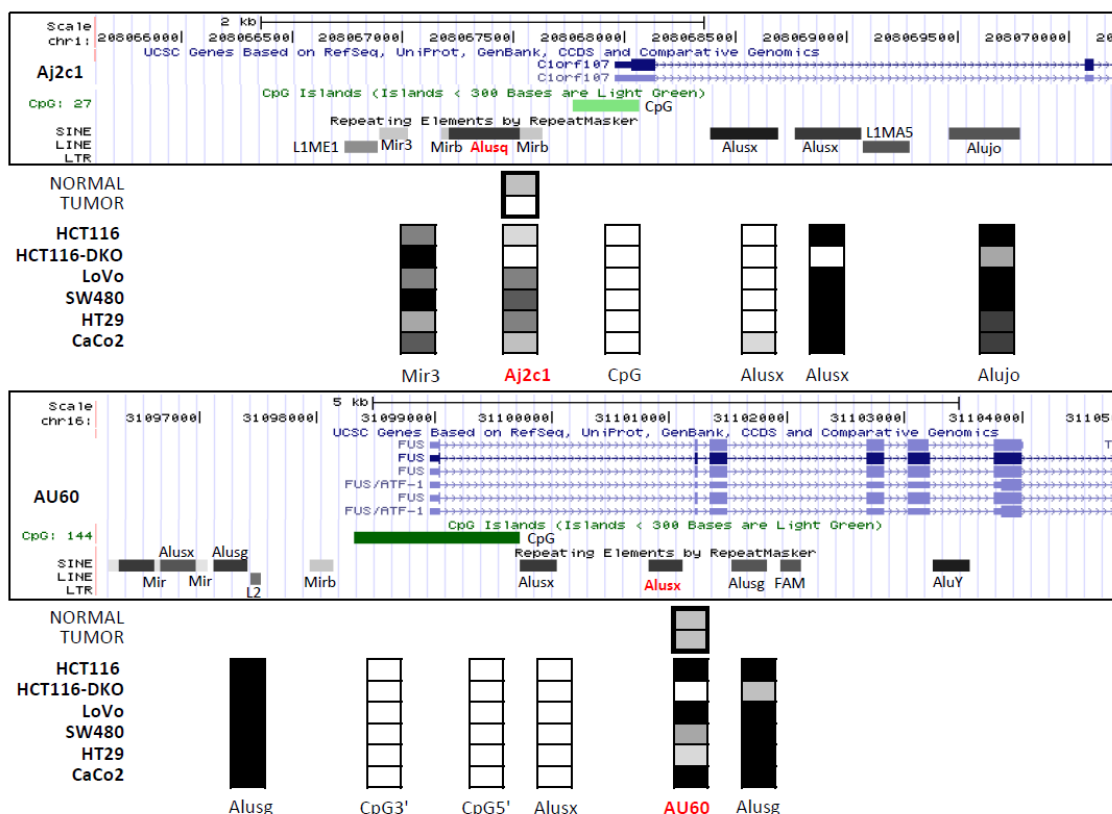 Scale 2 kb
chr1: 208066000 208066500 208067000 208067500 208068000 208068500 208069000 208069500 208070000 20
UCSC Genes Based on RefSeq, UniProt, GenBank, CCDS and Comparative Genomics
Aj2c1
C1orf107
C1orf107
CpG Islands (Islands < 300 Bases are Light Green)
CpG: 27 CpG
Repeating Elements by RepeatMasker
SINE
LINE
LTR
L1ME1 Mir3 Mirb Alusq Mirb Alusx Alusx L1MA5 Alujo
NORMAL
TUMOR
HCT116
HCT116-DKO
LoVo
SW480
HT29
CaCo2
Mir3 Aj2c1 CpG Alusx Alusx Alujo
Scale 5 kb
chr16: 31097000 31098000 31099000 31100000 31101000 31102000 31103000 31104000 31105
UCSC Genes Based on RefSeq, UniProt, GenBank, CCDS and Comparative Genomics
FUS T
FUS
FUS
AU60
FUS/ATF-1
FUS
FUS/ATF-1
CpG Islands (Islands < 300 Bases are Light Green)
CpG: 144 CpG
Repeating Elements by RepeatMasker
SINE
LINE
LTR
Mir Alusx Mir Alusg L2 Mirb Alusx Alusx Alusg FAM AluY
NORMAL
TUMOR
HCT116
HCT116-DKO
LoVo
SW480
HT29
CaCo2
Alusg CpG3' CpG5' Alusx AU60 Alusg